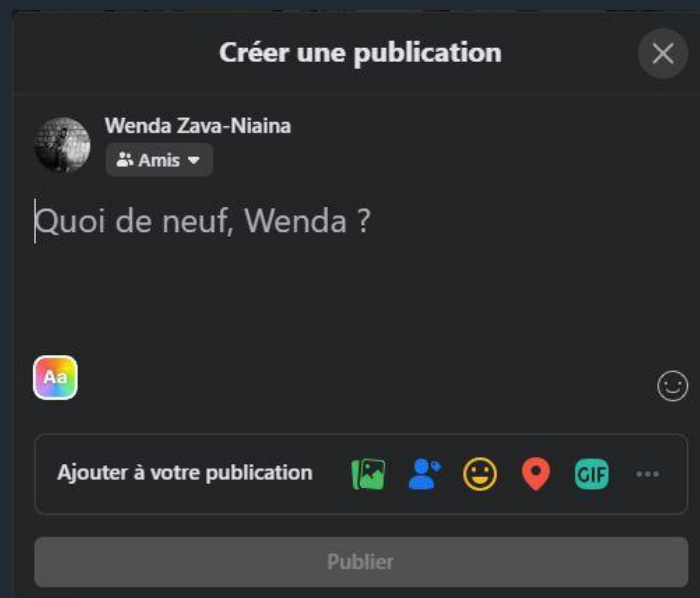 Créer une publication
Wenda Zava-Niaina
Amis
Quoi de neuf, Wenda ?
Aa
Ajouter à votre publication
GIF
Publier